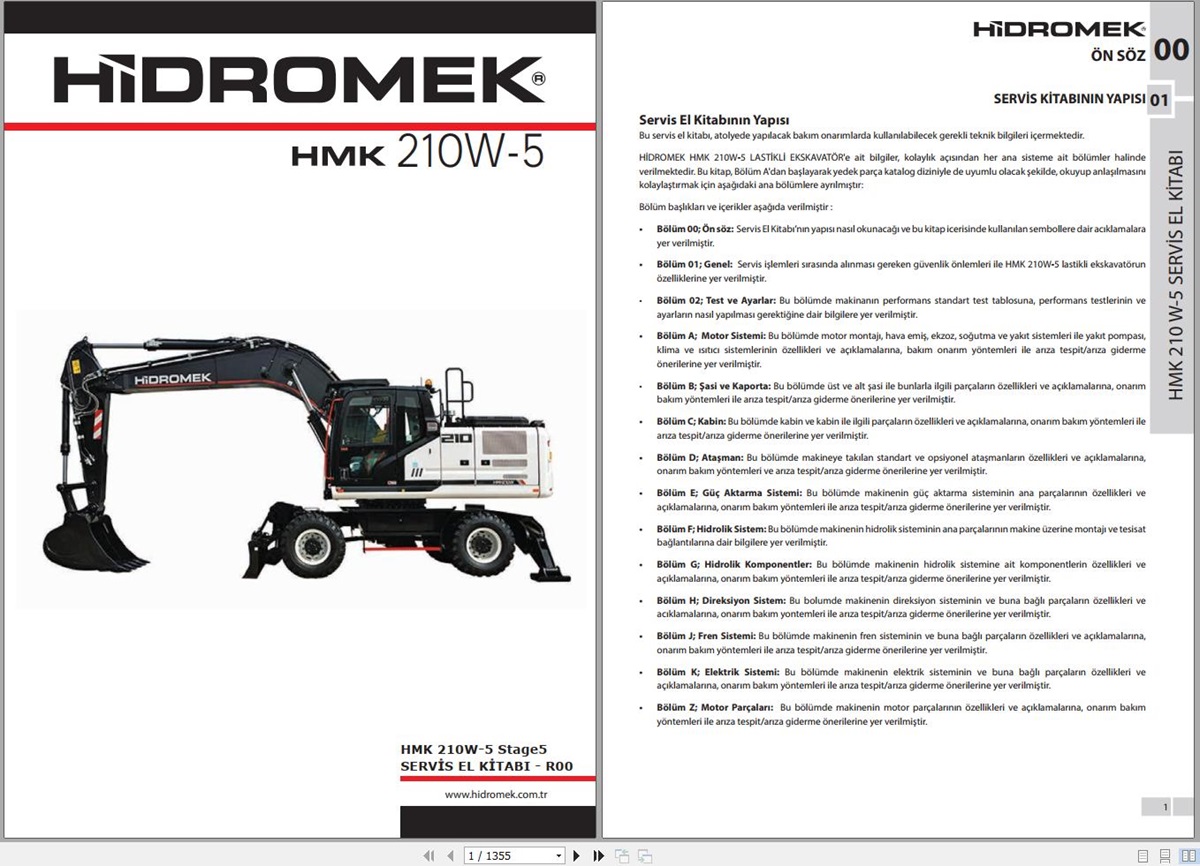 HİDROMEK®
HMK 210W-5
HİDROMEK
210
HMK 210W-5 Stage5
SERVİS EL KİTABI - R00
www.hidromek.com.tr
HİDROMEK®
ÖN SÖZ 00
SERVİS KİTABININ YAPISI 01
HMK 210 W-5 SERVİS EL KİTABI
Servis El Kitabının Yapısı
Bu servis el kitabı, atolyede yapılacak bakım onarımlarda kullanılabilecek gerekli teknik bilgileri içermektedir.
HİDROMEK HMK 210W-5 LASTİKLİ EKSKAVATÖR'e ait bilgiler, kolaylık açısından her ana sisteme ait bölümler halinde
verilmektedir. Bu kitap, Bölüm A'dan başlayarak yedek parça katalog diziniyle de uyumlu olacak şekilde, okuyup anlaşılmasını
kolaylaştırmak için aşağıdaki ana bölümlere ayrılmıştır:
Bölüm başlıkları ve içerikler aşağıda verilmiştir :
• Bölüm 00; Ön söz: Servis El Kitabı'nın yapısı nasıl okunacağı ve bu kitap icerisinde kullanılan sembollere dair acıklamalara
yer verilmiştir.
• Bölüm 01; Genel: Servis işlemleri sırasında alınması gereken güvenlik önlemleri ile HMK 210W-5 lastikli ekskavatörun
özelliklerine yer verilmiştir.
• Bölüm 02; Test ve Ayarlar: Bu bölümde makinanın performans standart test tablosuna, performans testlerinin ve
ayarların nasıl yapılması gerektiğine dair bilgilere yer verilmiştir.
• Bölüm A; Motor Sistemi: Bu bölümde motor montajı, hava emiş, ekzoz, soğutma ve yakıt sistemleri ile yakıt pompası,
klima ve ısıtıcı sistemlerinin özellikleri ve açıklamalarına, bakım onarım yöntemleri ile arıza tespit/arıza giderme
önerilerine yer verilmiştir.
• Bölüm B; Şasi ve Kaporta: Bu bölümde üst ve alt şasi ile bunlarla ilgili parçaların özellikleri ve açıklamalarına, onarım
bakım yöntemleri ile arıza tespit/arıza giderme önerilerine yer verilmiştir.
• Bölüm C; Kabin: Bu bölümde kabin ve kabin ile ilgili parçaların özellikleri ve açıklamalarına, onarım bakım yöntemleri ile
arıza tespit/arıza giderme önerilerine yer verilmiştir.
• Bölüm D; Ataşman: Bu bölümde makineye takılan standart ve opsiyonel ataşmanların özellikleri ve açıklamalarına,
onarım bakım yöntemleri ve arıza tespit/arıza giderme önerilerine yer verilmiştir.
• Bölüm E; Güç Aktarma Sistemi: Bu bölümde makinenin güç aktarma sisteminin ana parçalarının özellikleri ve
açıklamalarına, onarım bakım yöntemleri ile arıza tespit/arıza giderme önerilerine yer verilmiştir.
• Bölüm F; Hidrolik Sistem: Bu bölümde makinenin hidrolik sisteminin ana parçalarının makine üzerine montajı ve tesisat
bağlantılarına dair bilgilere yer verilmiştir.
• Bölüm G; Hidrolik Komponentler: Bu bölümde makinenin hidrolik sistemine ait komponentlerin özellikleri ve
açıklamalarına, onarım bakım yöntemleri ile arıza tespit/arıza giderme önerilerine yer verilmiştir.
• Bölüm H; Direksiyon Sistem: Bu bolumde makinenin direksiyon sisteminin ve buna bağlı parçaların özellikleri ve
açıklamalarına, onarım bakım yontemleri ile arıza tespit/arıza giderme önerilerine yer verilmiştir.
• Bölüm J; Fren Sistemi: Bu bölümde makinenin fren sisteminin ve buna bağlı parçaların özellikleri ve açıklamalarına,
onarım bakım yöntemleri ile arıza tespit/arıza giderme önerilerine yer verilmiştir.
• Bölüm K; Elektrik Sistemi: Bu bölümde makinenin elektrik sisteminin ve buna bağlı parçaların özellikleri ve
açıklamalarına, onarım bakım yöntemleri ile arıza tespit/arıza giderme önerilerine yer verilmiştir.
• Bölüm Z; Motor Parçaları: Bu bölümde makinenin motor parçalarının özellikleri ve açıklamalarına, onarım bakım
yöntemleri ile arıza tespit/arıza giderme önerilerine yer verilmiştir.
1
1 / 1355